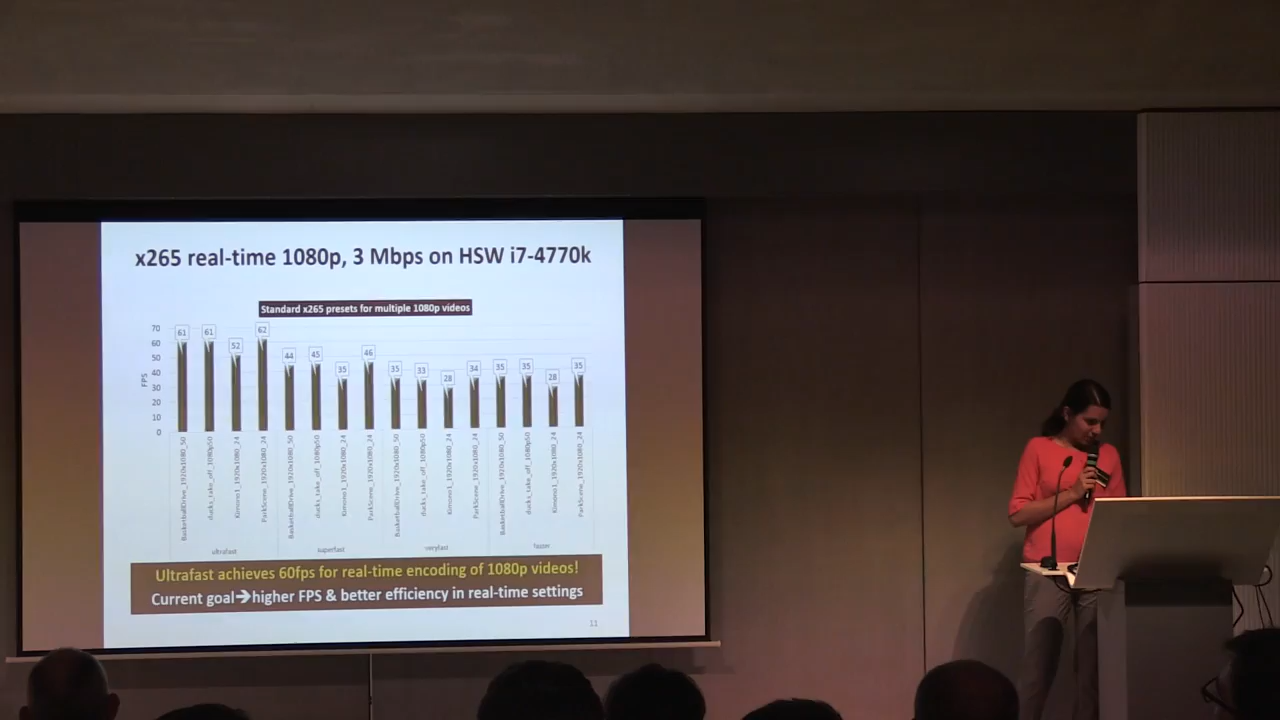 x265 real-time 1080p, 3 Mbps on HSW i7-4770k
Standard x265 presets for multiple 1080p videos
FPS
70
60
50
40
30
20
10
0
61
61
52
62
44
45
35
46
35
33
28
34
35
35
28
35
BasketballDrive_1920x1080_50
ducks_take_off_1080p50
Kimono1_1920x1080_24
ParkScene_1920x1080_24
BasketballDrive_1920x1080_50
ducks_take_off_1080p50
Kimono1_1920x1080_24
ParkScene_1920x1080_24
BasketballDrive_1920x1080_50
ducks_take_off_1080p50
Kimono1_1920x1080_24
ParkScene_1920x1080_24
BasketballDrive_1920x1080_50
ducks_take_off_1080p50
Kimono1_1920x1080_24
ParkScene_1920x1080_24
ultrafast
superfast
veryfast
faster
Ultrafast achieves 60fps for real-time encoding of 1080p videos!
Current goal➔higher FPS & better efficiency in real-time settings
11